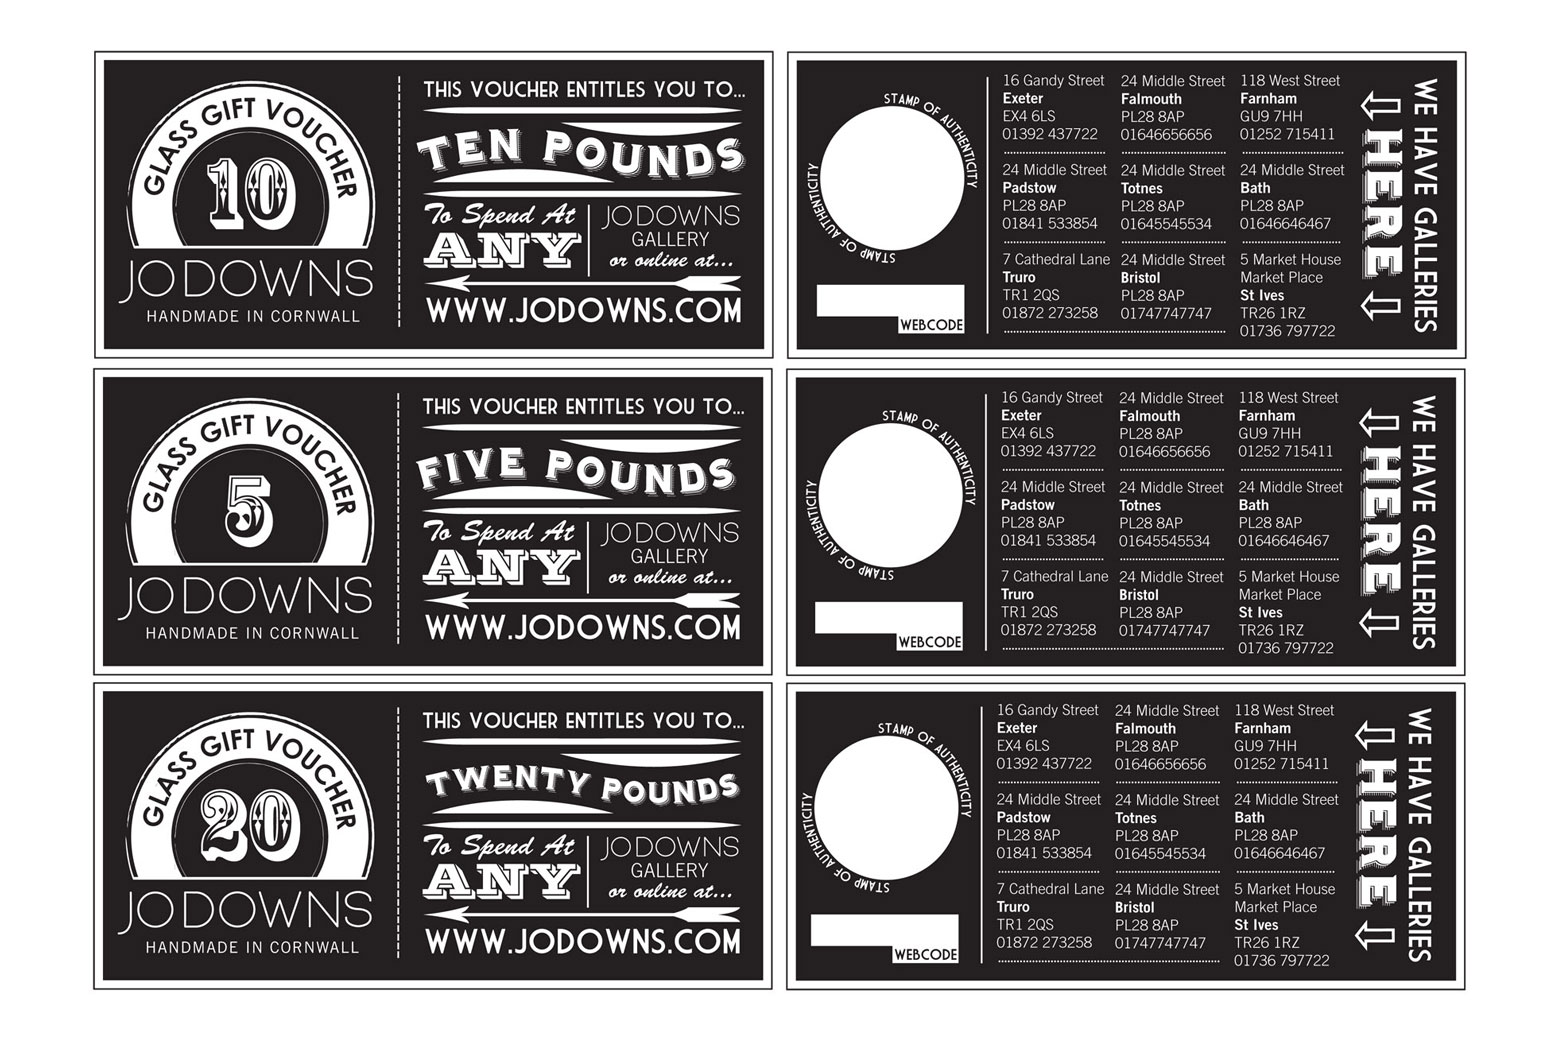 GLASS GIFT VOUCHER
10
JO DOWNS
HANDMADE IN CORNWALL
THIS VOUCHER ENTITLES YOU TO...
TEN POUNDS
To Spend At
ANY
JO DOWNS
GALLERY
or online at...
WWW.JODOWNS.COM
STAMP OF AUTHENTICITY
STAMP OF AUTHENTICITY
WEBCODE
16 Gandy Street
Exeter
EX4 6LS
01392 437722
24 Middle Street
Falmouth
PL28 8AP
01646656656
118 West Street
Farnham
GU9 7HH
01252 715411
24 Middle Street
Padstow
PL28 8AP
01841 533854
24 Middle Street
Totnes
PL28 8AP
01645545534
24 Middle Street
Bath
PL28 8AP
01646646467
7 Cathedral Lane
Truro
TR1 2QS
01872 273258
24 Middle Street
Bristol
PL28 8AP
01747747747
5 Market House
Market Place
St Ives
TR26 1RZ
01736 797722
WE HAVE GALLERIES
HERE
GLASS GIFT VOUCHER
5
JO DOWNS
HANDMADE IN CORNWALL
THIS VOUCHER ENTITLES YOU TO...
FIVE POUNDS
To Spend At
ANY
JO DOWNS
GALLERY
or online at...
WWW.JODOWNS.COM
STAMP OF AUTHENTICITY
STAMP OF AUTHENTICITY
WEBCODE
16 Gandy Street
Exeter
EX4 6LS
01392 437722
24 Middle Street
Falmouth
PL28 8AP
01646656656
118 West Street
Farnham
GU9 7HH
01252 715411
24 Middle Street
Padstow
PL28 8AP
01841 533854
24 Middle Street
Totnes
PL28 8AP
01645545534
24 Middle Street
Bath
PL28 8AP
01646646467
7 Cathedral Lane
Truro
TR1 2QS
01872 273258
24 Middle Street
Bristol
PL28 8AP
01747747747
5 Market House
Market Place
St Ives
TR26 1RZ
01736 797722
WE HAVE GALLERIES
HERE
GLASS GIFT VOUCHER
20
JO DOWNS
HANDMADE IN CORNWALL
THIS VOUCHER ENTITLES YOU TO...
TWENTY POUNDS
To Spend At
ANY
JO DOWNS
GALLERY
or online at...
WWW.JODOWNS.COM
STAMP OF AUTHENTICITY
STAMP OF AUTHENTICITY
WEBCODE
16 Gandy Street
Exeter
EX4 6LS
01392 437722
24 Middle Street
Falmouth
PL28 8AP
01646656656
118 West Street
Farnham
GU9 7HH
01252 715411
24 Middle Street
Padstow
PL28 8AP
01841 533854
24 Middle Street
Totnes
PL28 8AP
01645545534
24 Middle Street
Bath
PL28 8AP
01646646467
7 Cathedral Lane
Truro
TR1 2QS
01872 273258
24 Middle Street
Bristol
PL28 8AP
01747747747
5 Market House
Market Place
St Ives
TR26 1RZ
01736 797722
WE HAVE GALLERIES
HERE